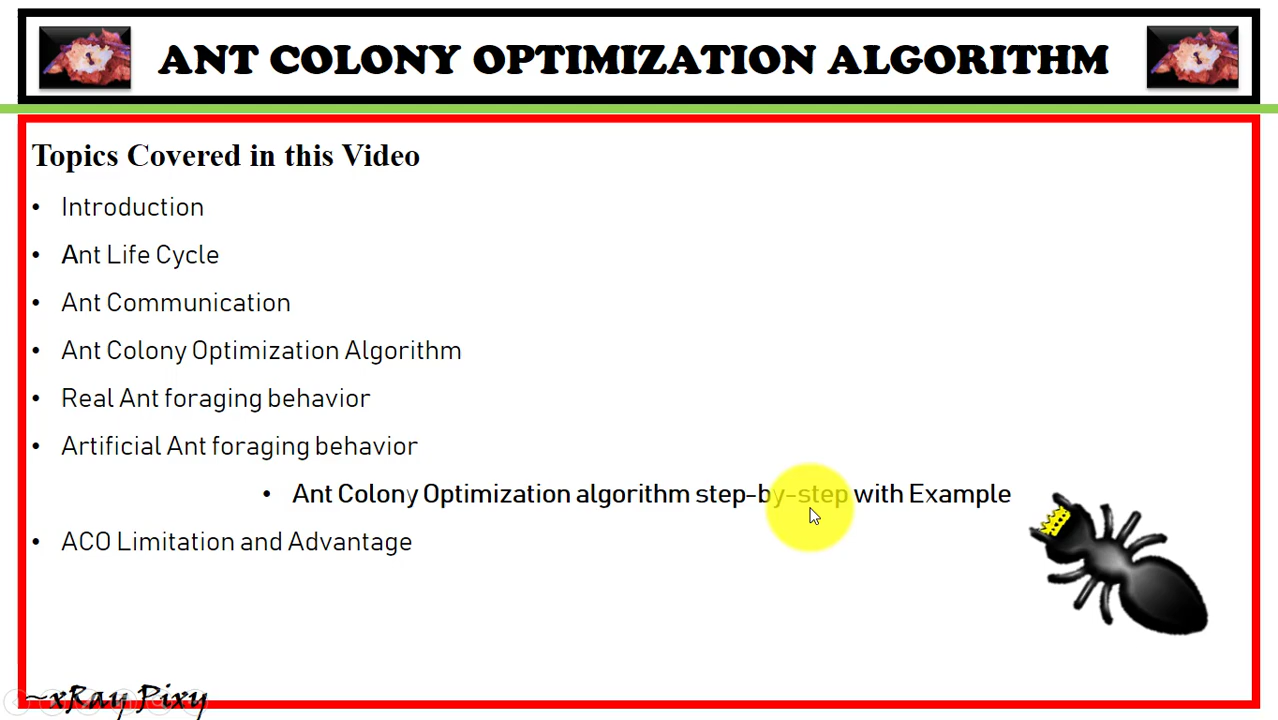 ANT COLONY OPTIMIZATION ALGORITHM
Topics Covered in this Video
• Introduction
• Ant Life Cycle
• Ant Communication
• Ant Colony Optimization Algorithm
• Real Ant foraging behavior
• Artificial Ant foraging behavior
• Ant Colony Optimization algorithm step-by-step with Example
• ACO Limitation and Advantage
~xRay Pixy